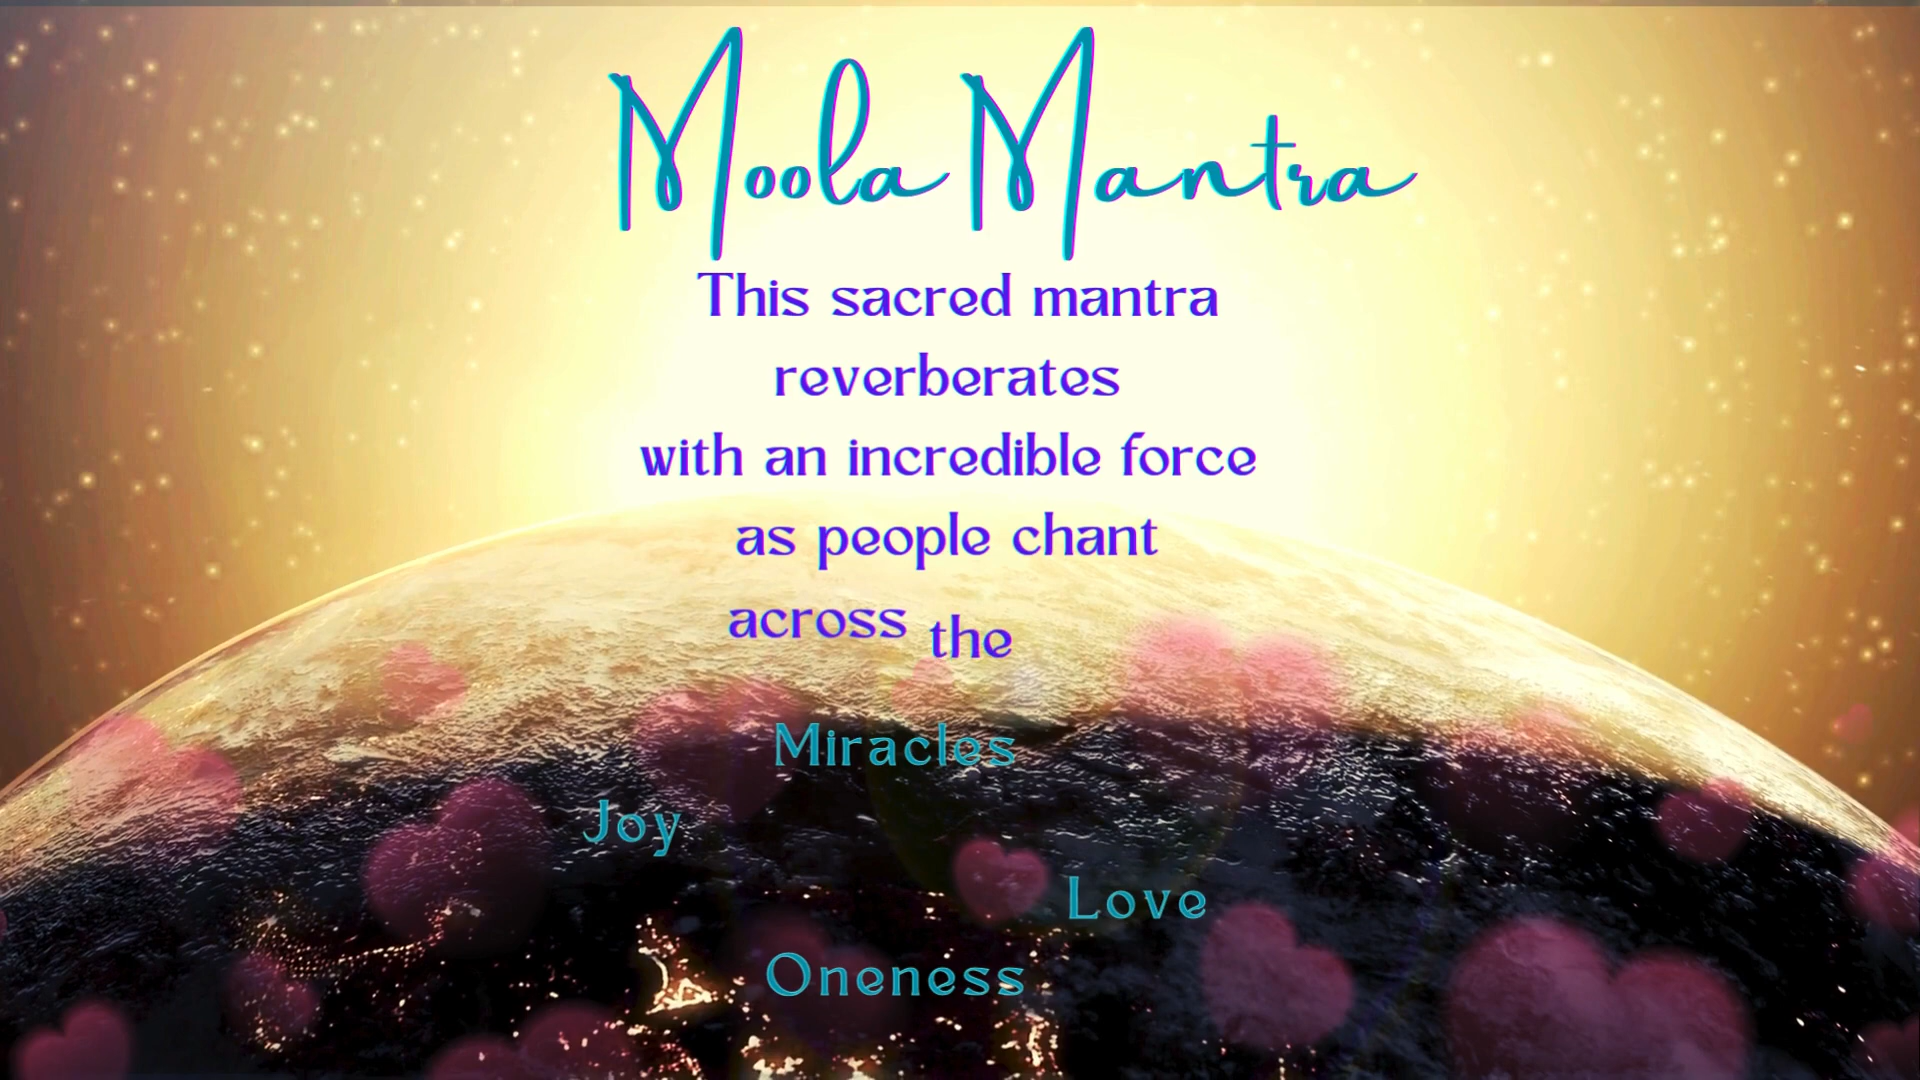 Moola Mantra
This sacred mantra
reverberates
with an incredible force
as people chant
across the
Miracles
Joy
Love
Oneness